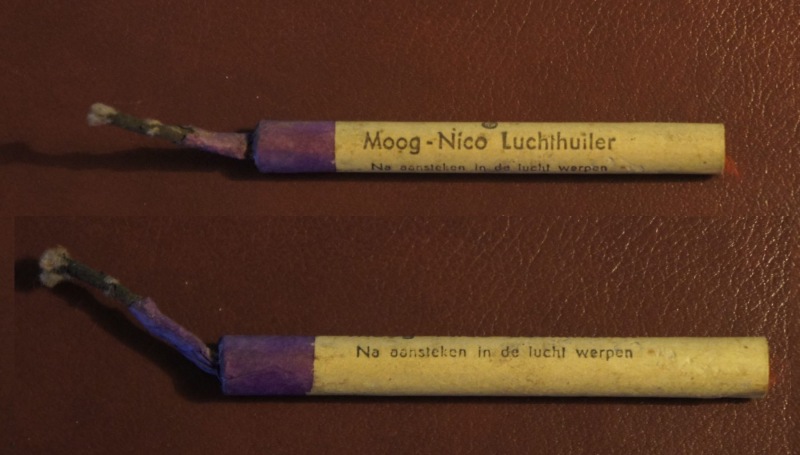 Moog-Nico Luchthuiler
Na aansteken in de lucht werpen
Na aansteken in de lucht werpen